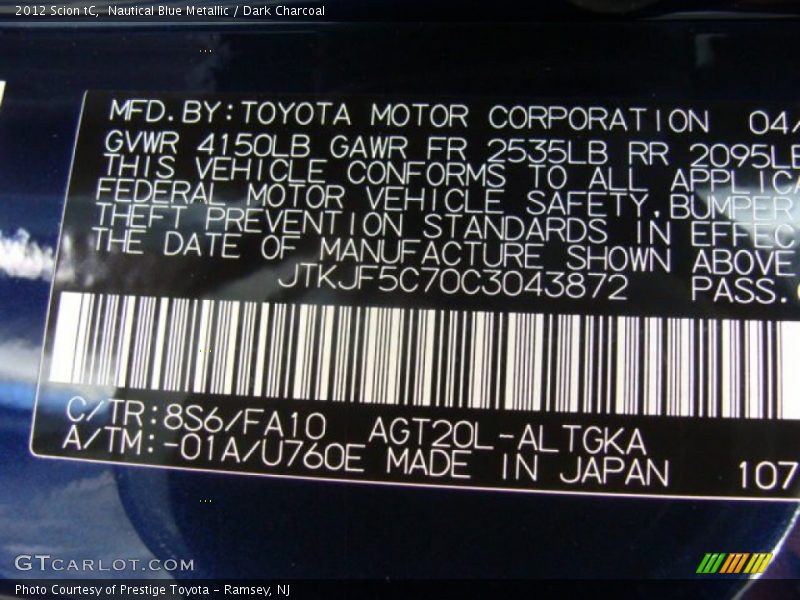 2012 Scion tC,  Nautical Blue Metallic / Dark Charcoal
MFD. BY: TOYOTA MOTOR CORPORATION 04/
GVWR 4150LB GAWR FR 2535LB RR 2095LB
THIS VEHICLE CONFORMS TO ALL APPLICA
FEDERAL MOTOR VEHICLE SAFETY, BUMPER
THEFT PREVENTION STANDARDS IN EFFEC
THE DATE OF MANUFACTURE SHOWN ABOVE
JTKJF5C70C3043872 PASS.
C/TR:8S6/FA10 AGT20L-ALTGKA
A/TM:-01A/U760E MADE IN JAPAN 107
GTCARLOT.COM
Photo Courtesy of Prestige Toyota - Ramsey, NJ